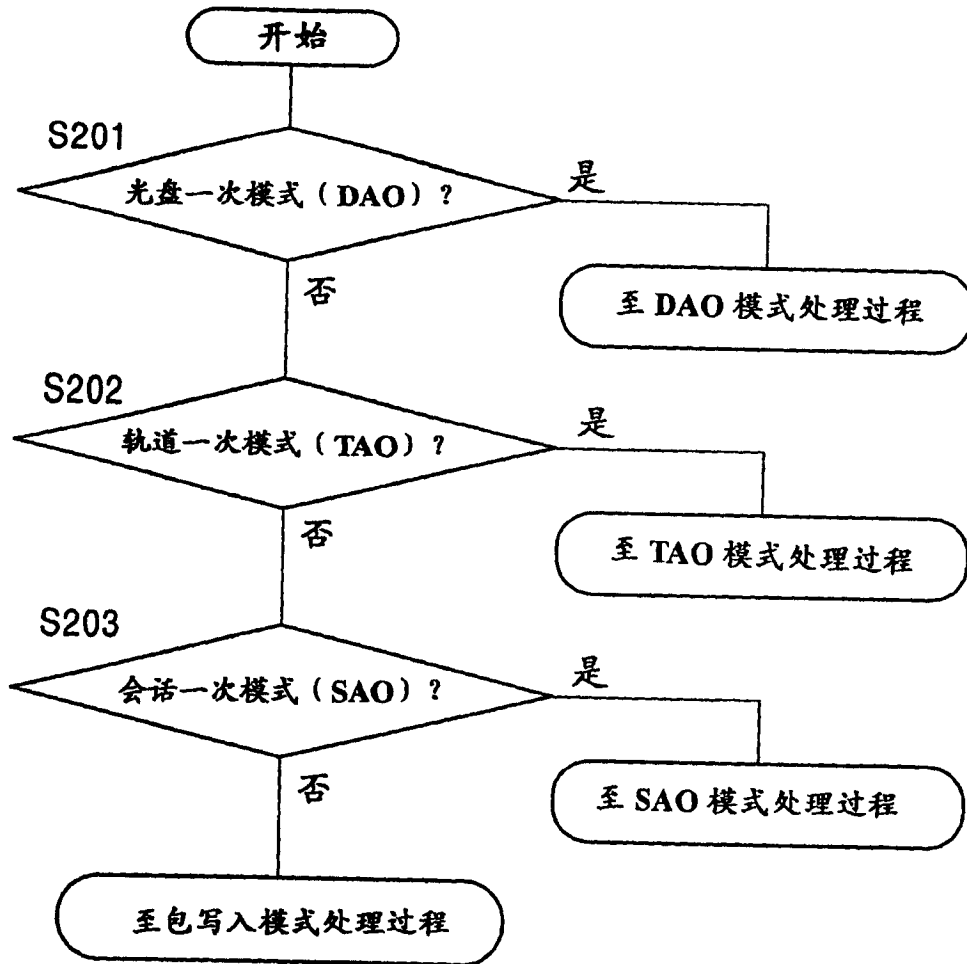 开始
S201
光盘一次模式（DAO）？
是
否
至 DAO 模式处理过程
S202
轨道一次模式（TAO）？
是
否
至 TAO 模式处理过程
S203
会话一次模式（SAO）？
是
否
至 SAO 模式处理过程
至包写入模式处理过程